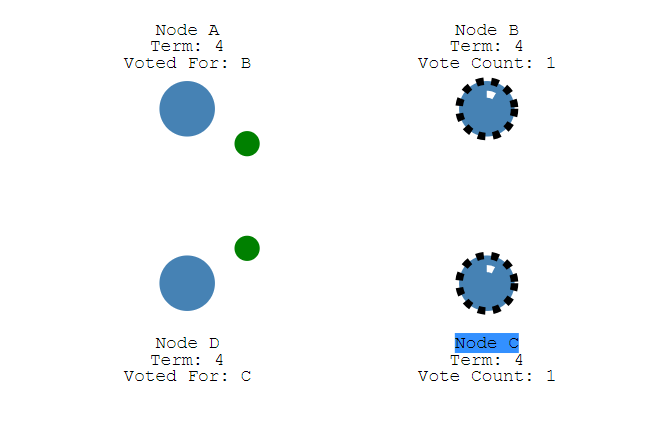 Node A
Term: 4
Voted For: B
Node B
Term: 4
Vote Count: 1
Node D
Term: 4
Voted For: C
Node C
Term: 4
Vote Count: 1